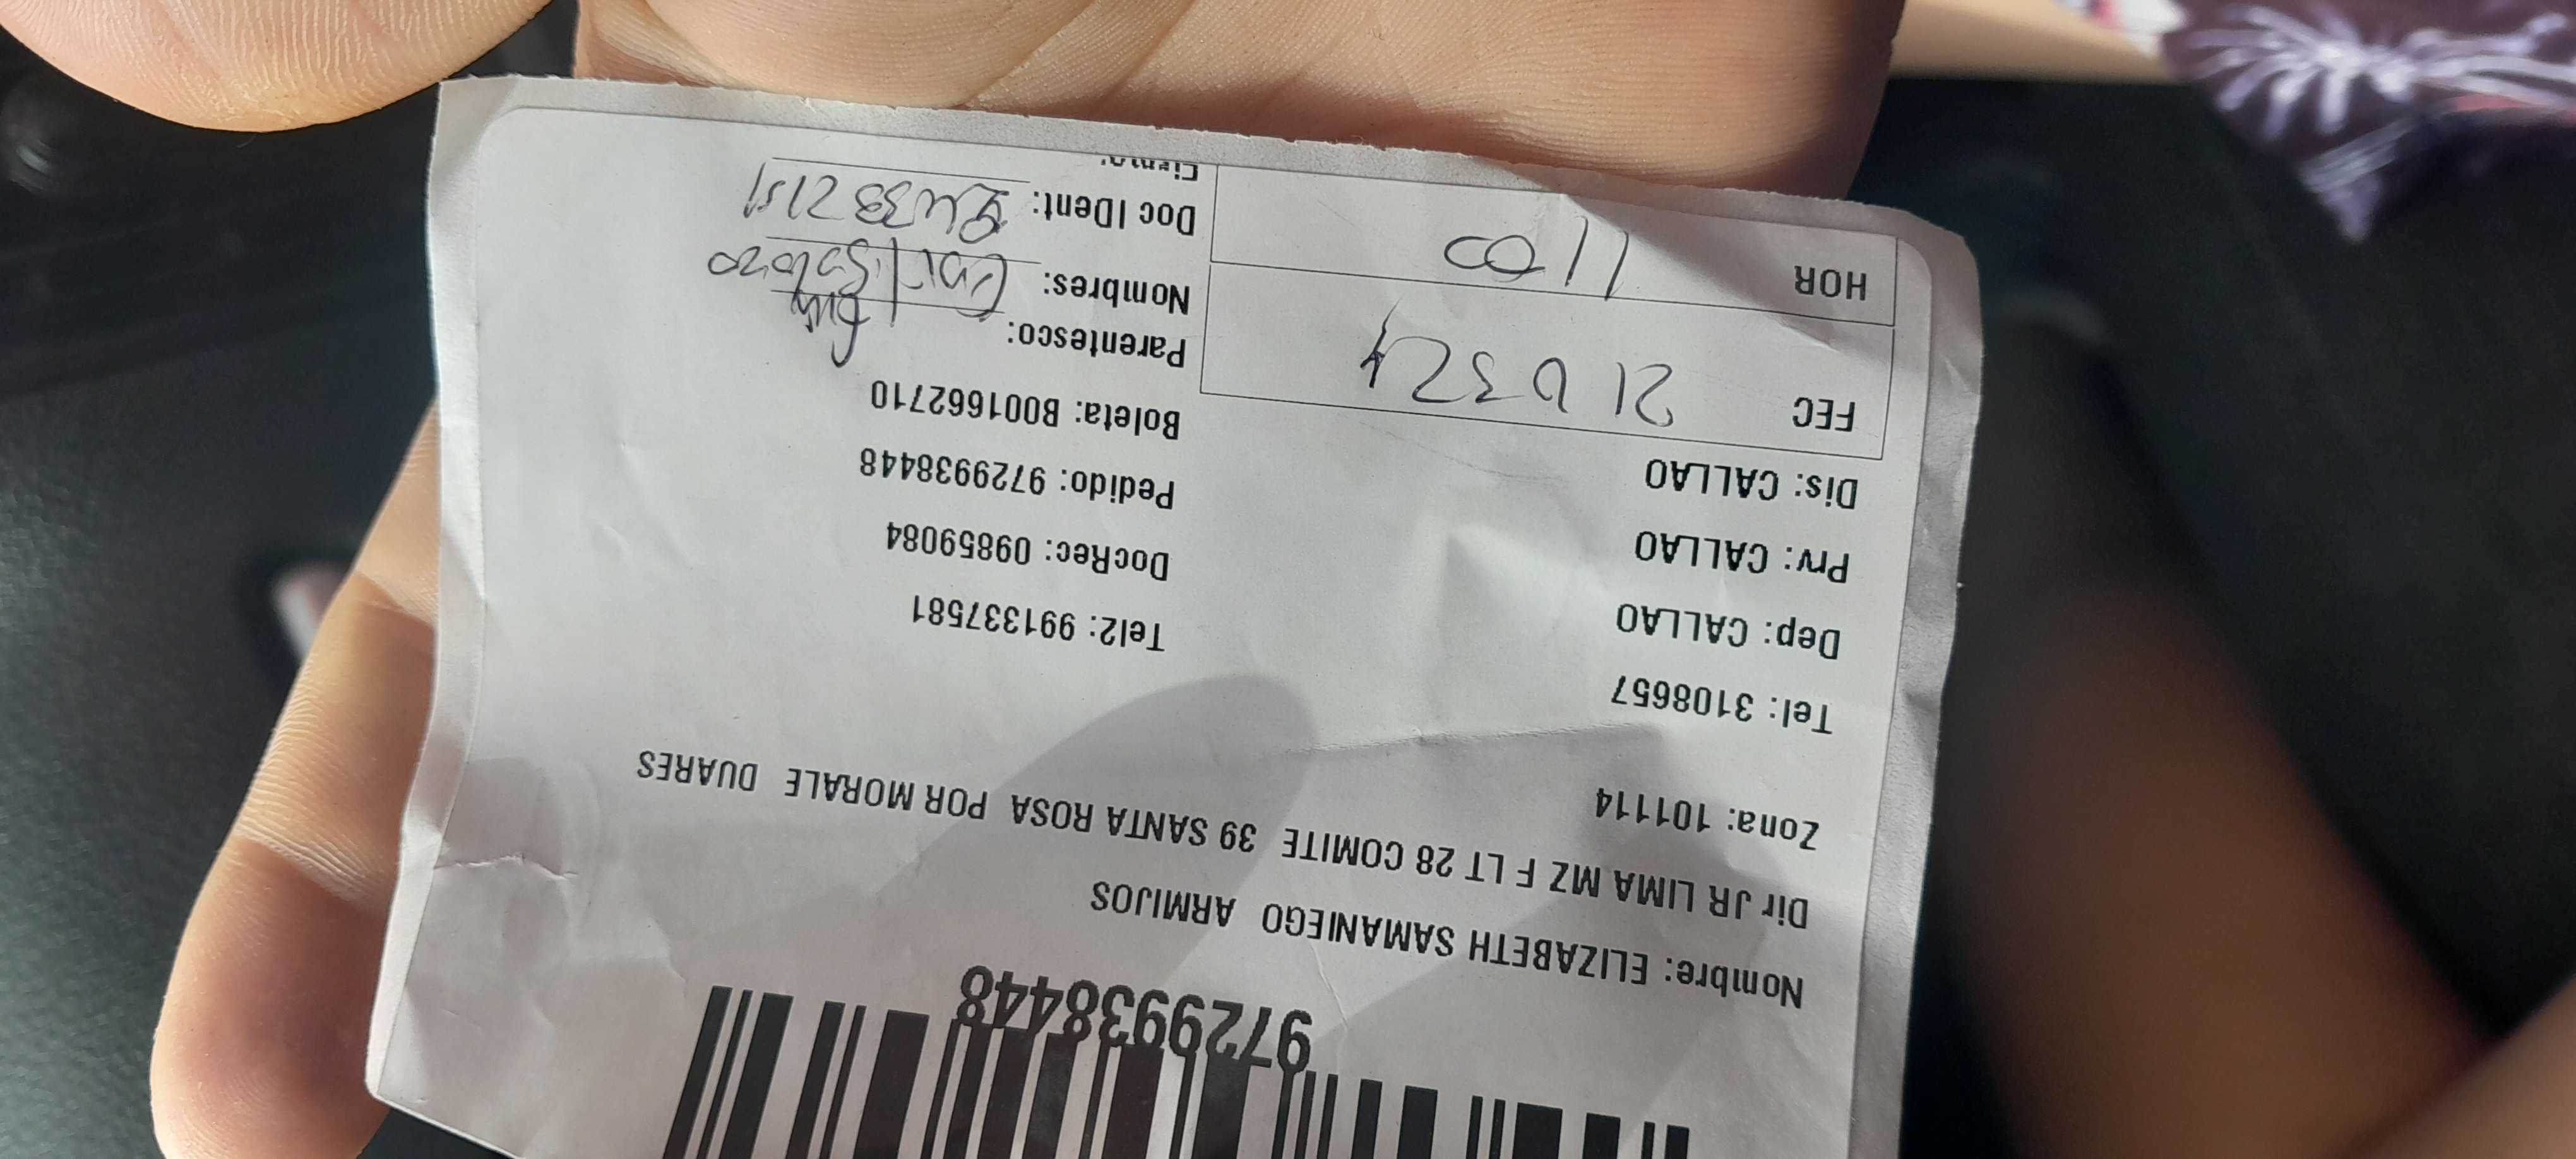 9729938448
Nombre: ELIZABETH SAMANIEGO ARMIJOS
Dir JR LIMA MZ F LT 28 COMITE 39 SANTA ROSA POR MORALE DUARES
Zona: 101114
Tel: 3108657 Tel2: 991337581
Dep: CALLAO DocRec: 09859084
Prv: CALLAO Pedido: 9729938448
Dis: CALLAO Boleta: B001662710
FEC 210324 Parentesco:
HOR 1100 Nombres:
Doc IDent:
Firma: